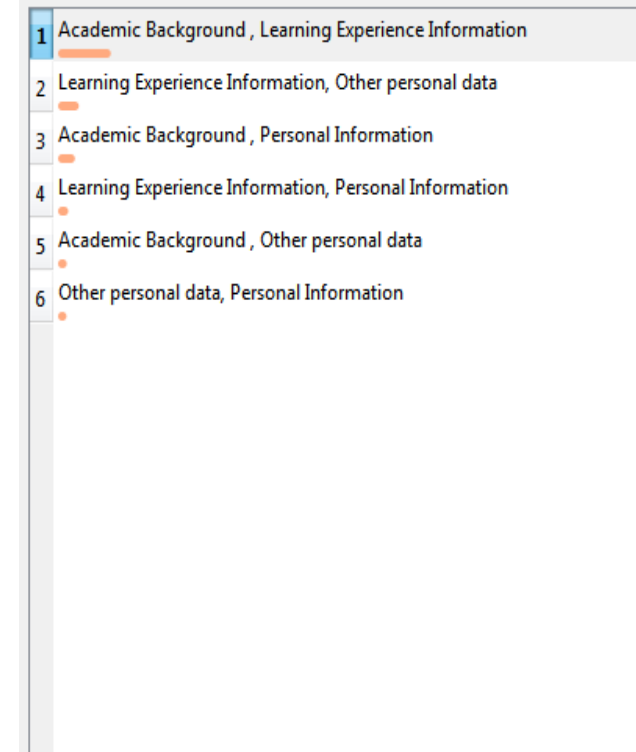 1 Academic Background , Learning Experience Information
2 Learning Experience Information, Other personal data
3 Academic Background , Personal Information
4 Learning Experience Information, Personal Information
5 Academic Background , Other personal data
6 Other personal data, Personal Information